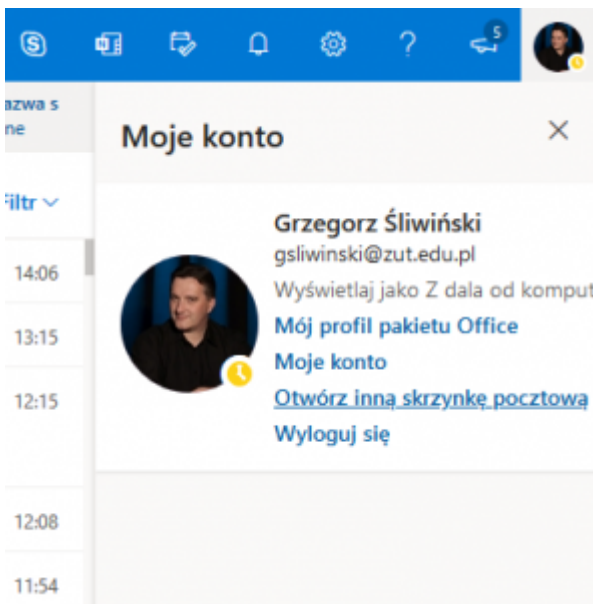 5
azwa s
ne
Filtr
Moje konto
14:06
13:15
12:15
12:08
11:54
Grzegorz Śliwiński
gsliwinski@zut.edu.pl
Wyświetlaj jako Z dala od komput
Mój profil pakietu Office
Moje konto
Otwórz inną skrzynkę pocztową
Wyloguj się